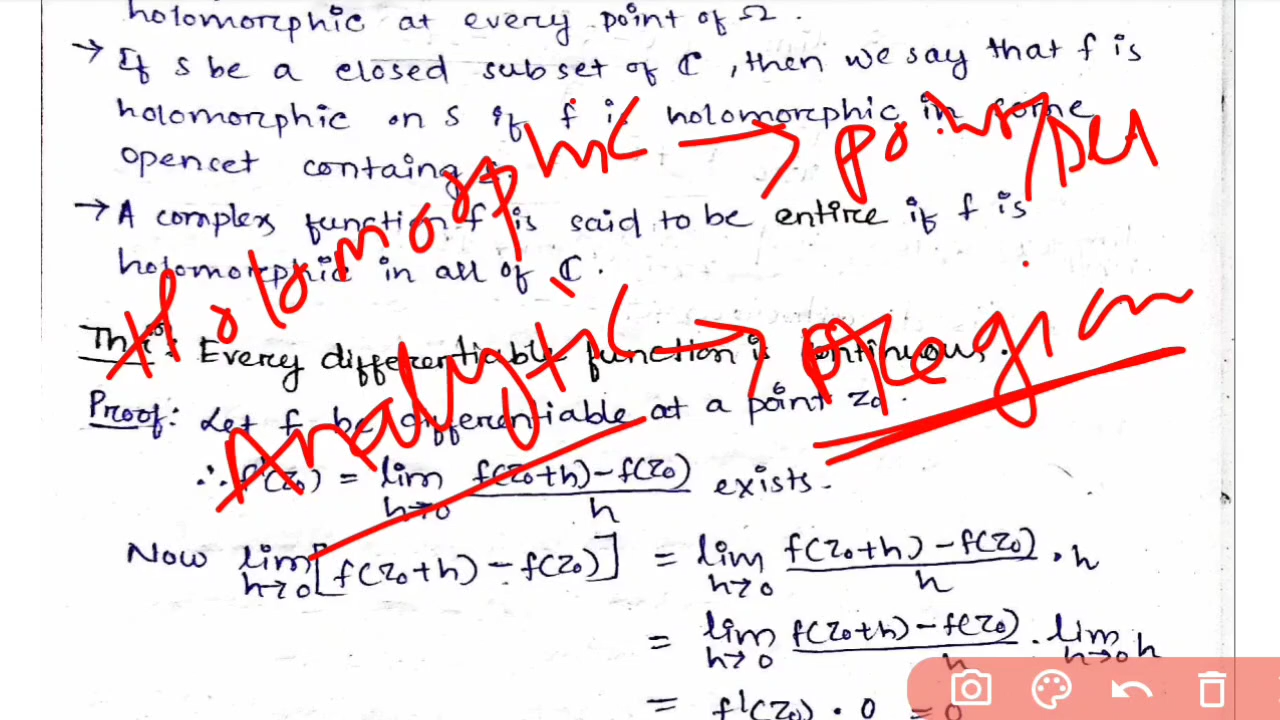 holomorphic at every point of Ω.
→ If S be a closed subset of ℂ, then we say that f is
holomorphic on S if f is holomorphic in some
openset containg S.
→ A complex function f is said to be entire if f is
holomorphic in all of ℂ.
Holomorphic → point/set
Analytic → region
Every differentiable function is continuous.
Proof: Let f be differentiable at a point z₀.
∴ f'(z₀) = lim h→0 f(z₀+h)-f(z₀) / h exists.
Now lim h→0 [f(z₀+h) - f(z₀)] = lim h→0 f(z₀+h)-f(z₀) / h · h
= lim h→0 f(z₀+h)-f(z₀) / h · lim h→0 h
= f'(z₀) · 0 = 0